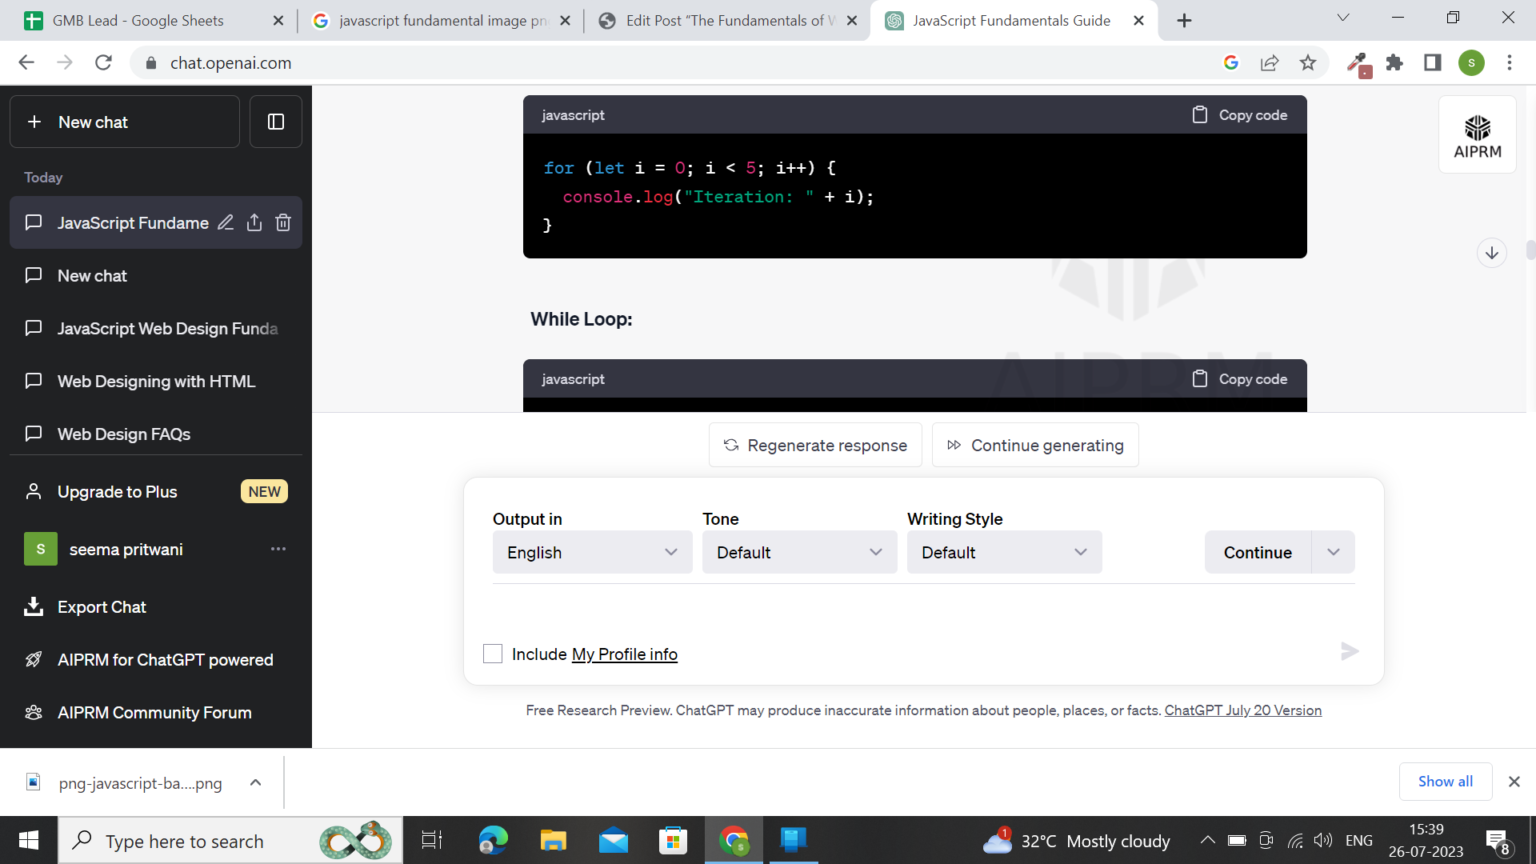 GMB Lead - Google Sheets
javascript fundamental image pn
Edit Post “The Fundamentals of W
JavaScript Fundamentals Guide
chat.openai.com
S
New chat
Today
JavaScript Fundame
New chat
JavaScript Web Design Funda
Web Designing with HTML
Web Design FAQs
Upgrade to Plus NEW
S seema pritwani
Export Chat
AIPRM for ChatGPT powered
AIPRM Community Forum
javascript Copy code
for (let i = 0; i < 5; i++) {
console.log("Iteration: " + i);
}
AIPRM
While Loop:
AIPRM
javascript Copy code
Regenerate response Continue generating
Output in Tone Writing Style
English Default Default Continue
Include My Profile info
Free Research Preview. ChatGPT may produce inaccurate information about people, places, or facts. ChatGPT July 20 Version
png-javascript-ba....png Show all
Type here to search
S
1
32°C Mostly cloudy
ENG
15:39
26-07-2023
8